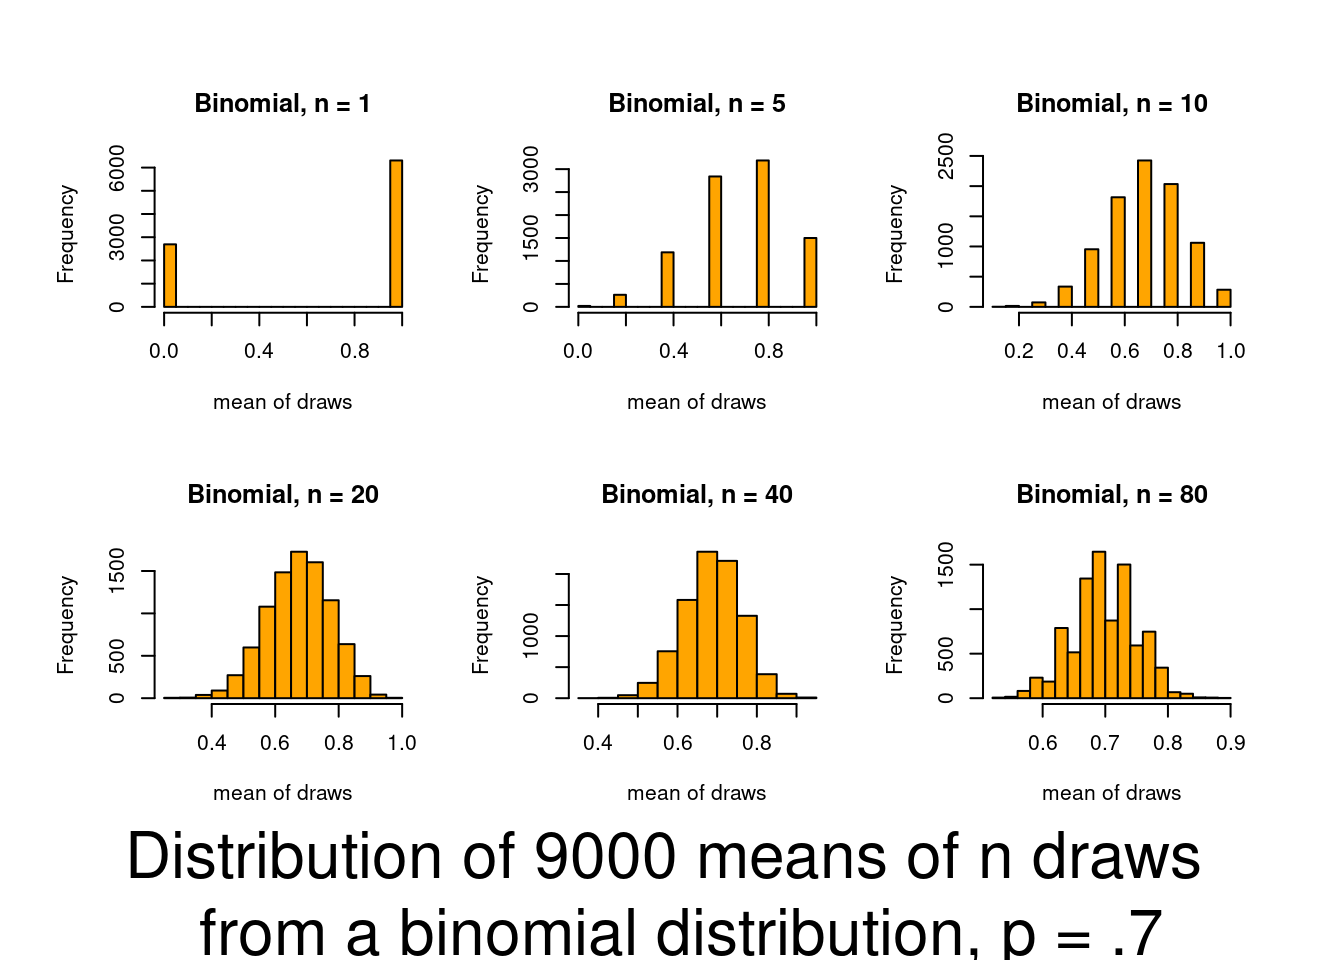 Binomial, n = 1
Frequency
6000
3000
0
0.0 0.4 0.8
mean of draws
Binomial, n = 5
Frequency
3000
1500
0
0.0 0.4 0.8
mean of draws
Binomial, n = 10
Frequency
2500
1000
0
0.2 0.4 0.6 0.8 1.0
mean of draws
Binomial, n = 20
Frequency
1500
500
0
0.4 0.6 0.8 1.0
mean of draws
Binomial, n = 40
Frequency
1000
0
0.4 0.6 0.8
mean of draws
Binomial, n = 80
Frequency
1500
500
0
0.6 0.7 0.8 0.9
mean of draws
Distribution of 9000 means of n draws
from a binomial distribution, p = .7